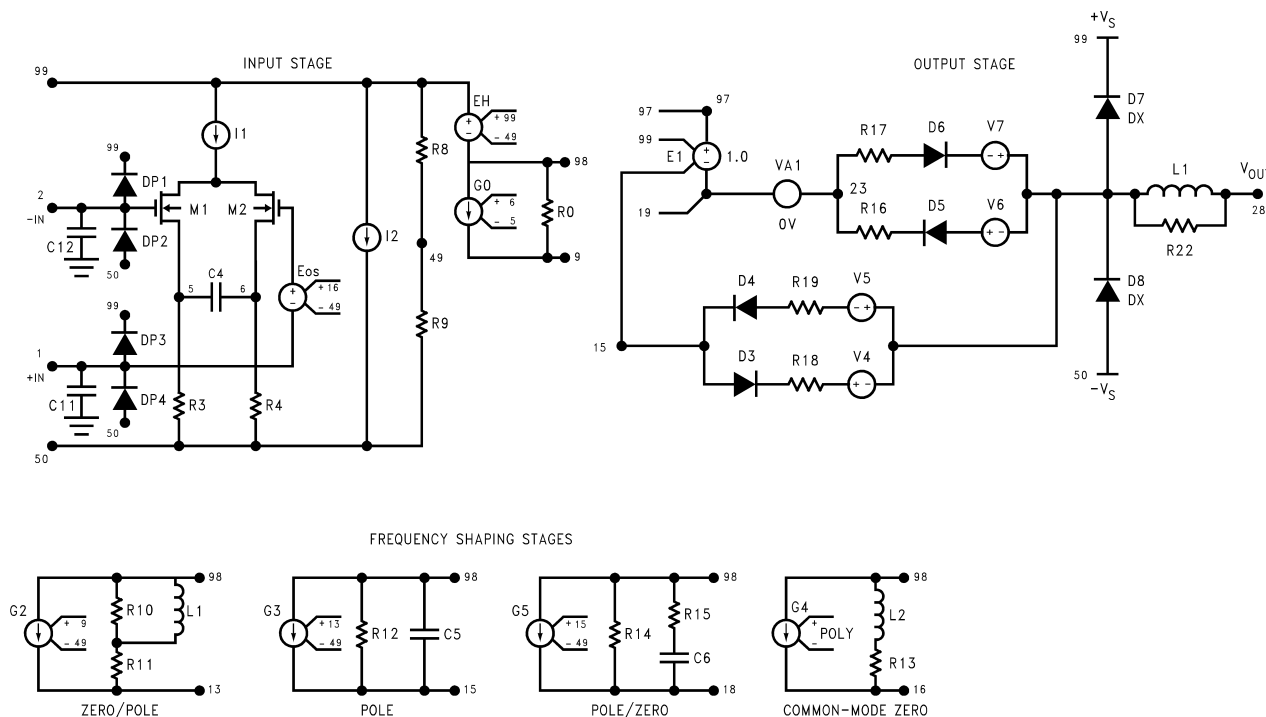 INPUT STAGE
99
I1
99
DP1
2
-IN
M1
M2
C12
DP2
50
C4
5
6
Eos
+ 16
- 49
99
DP3
1
+IN
C11
DP4
50
R3
R4
50
I2
R8
49
R9
EH
+ 99
- 49
98
G0
+ 6
- 5
R0
9
OUTPUT STAGE
+VS
99
D7
DX
97
97
99
E1
+
-
1.0
19
VA1
0V
23
R17
D6
V7
- +
R16
D5
V6
+ -
L1
VOUT
28
R22
D8
DX
50
-VS
15
D4
R19
V5
- +
D3
R18
V4
+ -
FREQUENCY SHAPING STAGES
98
G2
+ 9
- 49
R10
L1
R11
13
ZERO/POLE
98
G3
+ 13
- 49
R12
C5
15
POLE
98
G5
+ 15
- 49
R14
R15
C6
18
POLE/ZERO
98
G4
+
POLY
-
L2
R13
16
COMMON-MODE ZERO